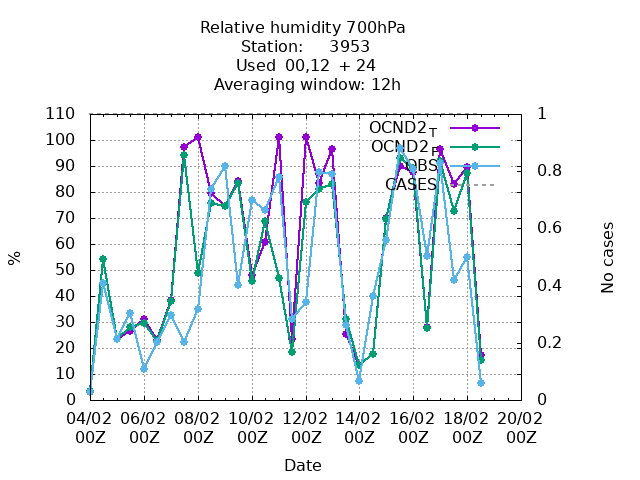 Relative humidity 700hPa
Station: 3953
Used 00,12 + 24
Averaging window: 12h
110
100
90
80
70
60
50
40
30
20
10
0
%
1
0.8
0.6
0.4
0.2
0
No cases
OCND2 T
OCND2
OBS
CASES
04/02 06/02 08/02 10/02 12/02 14/02 16/02 18/02 20/02
00Z 00Z 00Z 00Z 00Z 00Z 00Z 00Z 00Z
Date